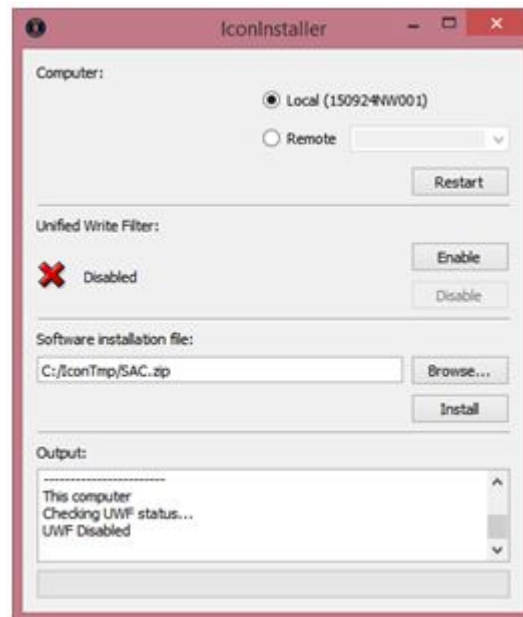 IconInstaller
Computer:
Local (150924NW001)
Remote
Restart
Unified Write Filter:
Enable
Disabled
Disable
Software installation file:
C:/IconTmp/SAC.zip
Browse...
Install
Output:
------------------------
This computer
Checking UWF status...
UWF Disabled